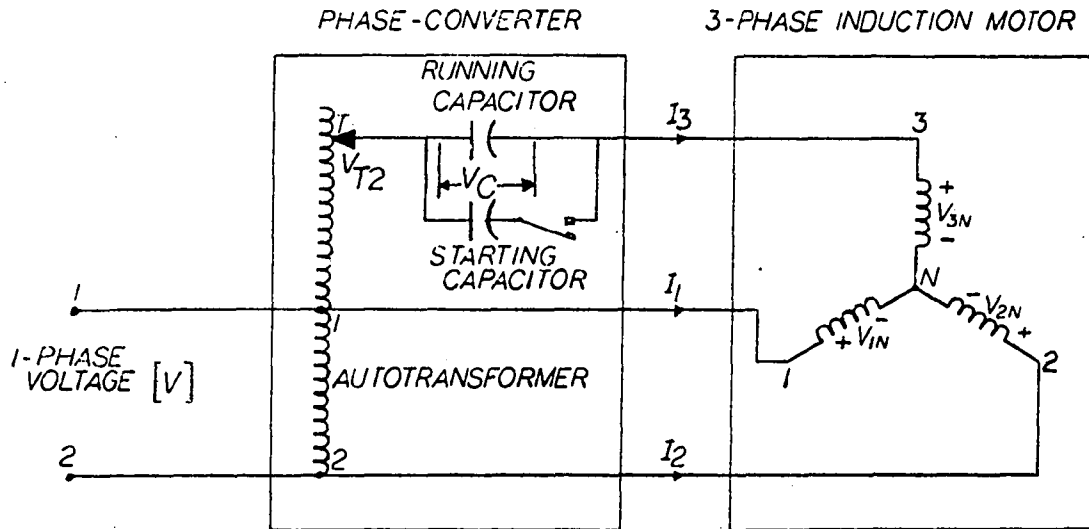 PHASE-CONVERTER
3-PHASE INDUCTION MOTOR
RUNNING
CAPACITOR
T
VT2
VC
STARTING
CAPACITOR
I3
3
+
V3N
-
N
1
1
I1
+ V1N -
- V2N +
1
2
1-PHASE
VOLTAGE [V]
AUTOTRANSFORMER
2
2
I2